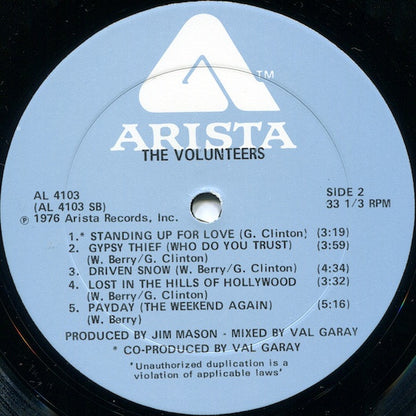 TM
ARISTA
THE VOLUNTEERS
AL 4103
(AL 4103 SB)
℗ 1976 Arista Records, Inc.
SIDE 2
33 1/3 RPM
1.* STANDING UP FOR LOVE (G. Clinton) (3:19)
2. GYPSY THIEF (WHO DO YOU TRUST) (3:59)
(W. Berry/G. Clinton)
3. DRIVEN SNOW (W. Berry/G. Clinton) (4:34)
4. LOST IN THE HILLS OF HOLLYWOOD (3:32)
(W. Berry/G. Clinton)
5. PAYDAY (THE WEEKEND AGAIN) (5:16)
(W. Berry)
PRODUCED BY JIM MASON - MIXED BY VAL GARAY
* CO-PRODUCED BY VAL GARAY
'Unauthorized duplication is a
violation of applicable laws'